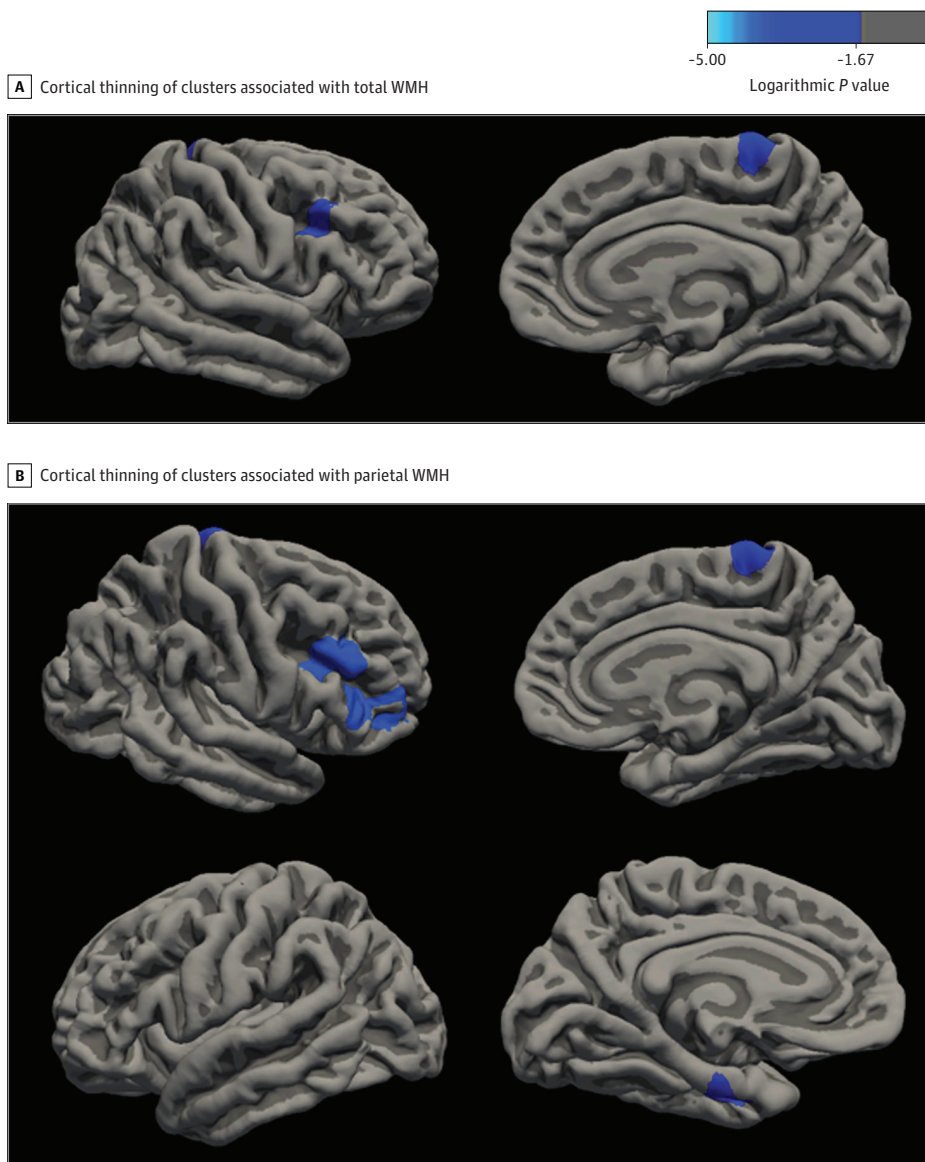 -5.00 -1.67
Logarithmic P value
A Cortical thinning of clusters associated with total WMH
B Cortical thinning of clusters associated with parietal WMH